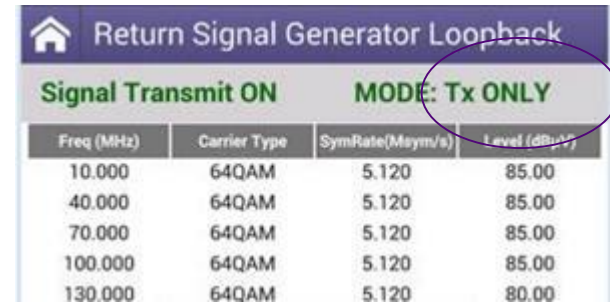 Return Signal Generator Loopback
Signal Transmit ON MODE: Tx ONLY
Freq (MHz) Carrier Type SymRate(Msym/s) Level (dBµV)
10.000 64QAM 5.120 85.00
40.000 64QAM 5.120 85.00
70.000 64QAM 5.120 85.00
100.000 64QAM 5.120 85.00
130.000 64QAM 5.120 80.00